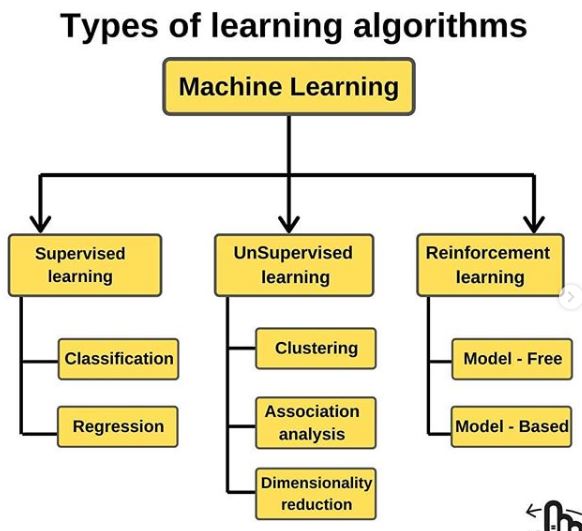 Types of learning algorithms
Machine Learning
Supervised
learning
Classification
Regression
UnSupervised
learning
Clustering
Association
analysis
Dimensionality
reduction
Reinforcement
learning
Model - Free
Model - Based